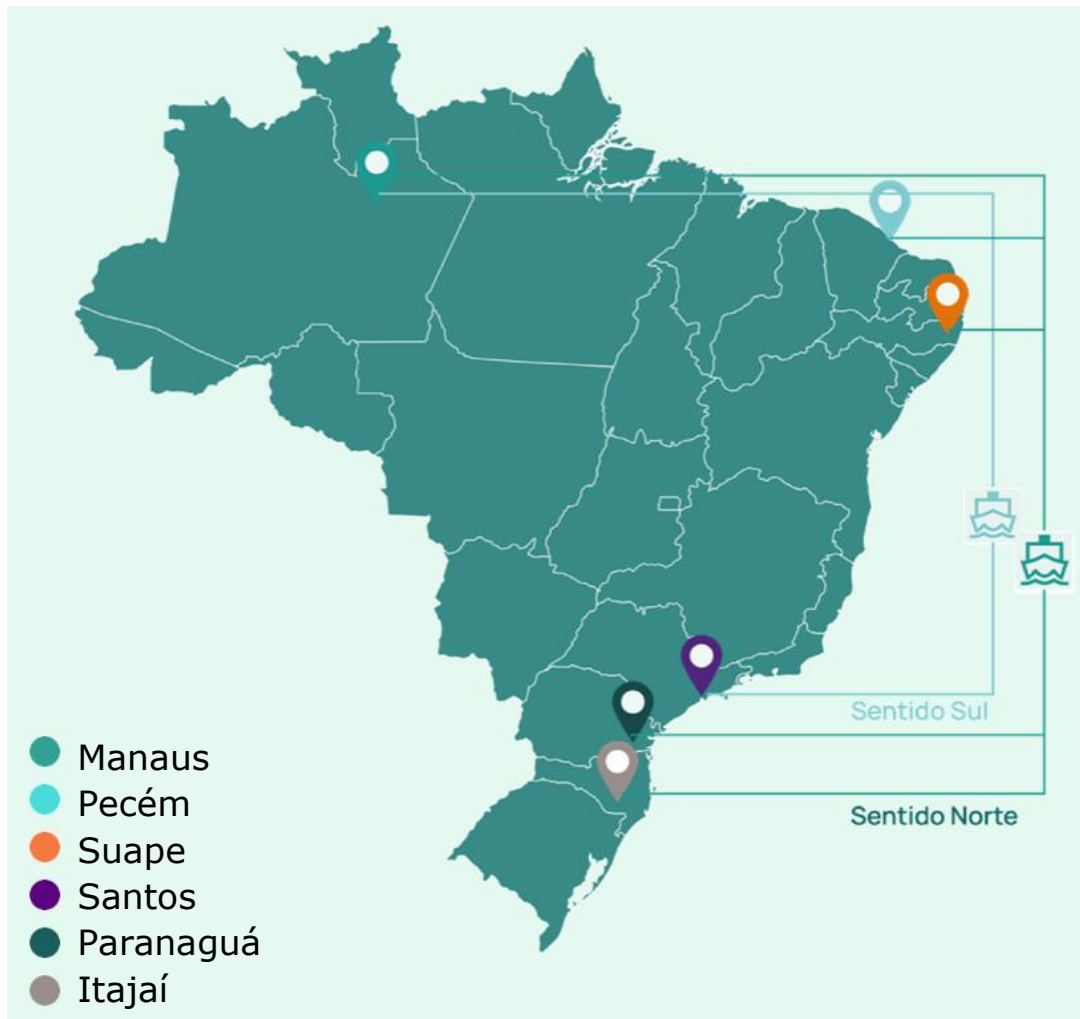 Sentido Sul
Sentido Norte
Manaus
Pecém
Suape
Santos
Paranaguá
Itajaí